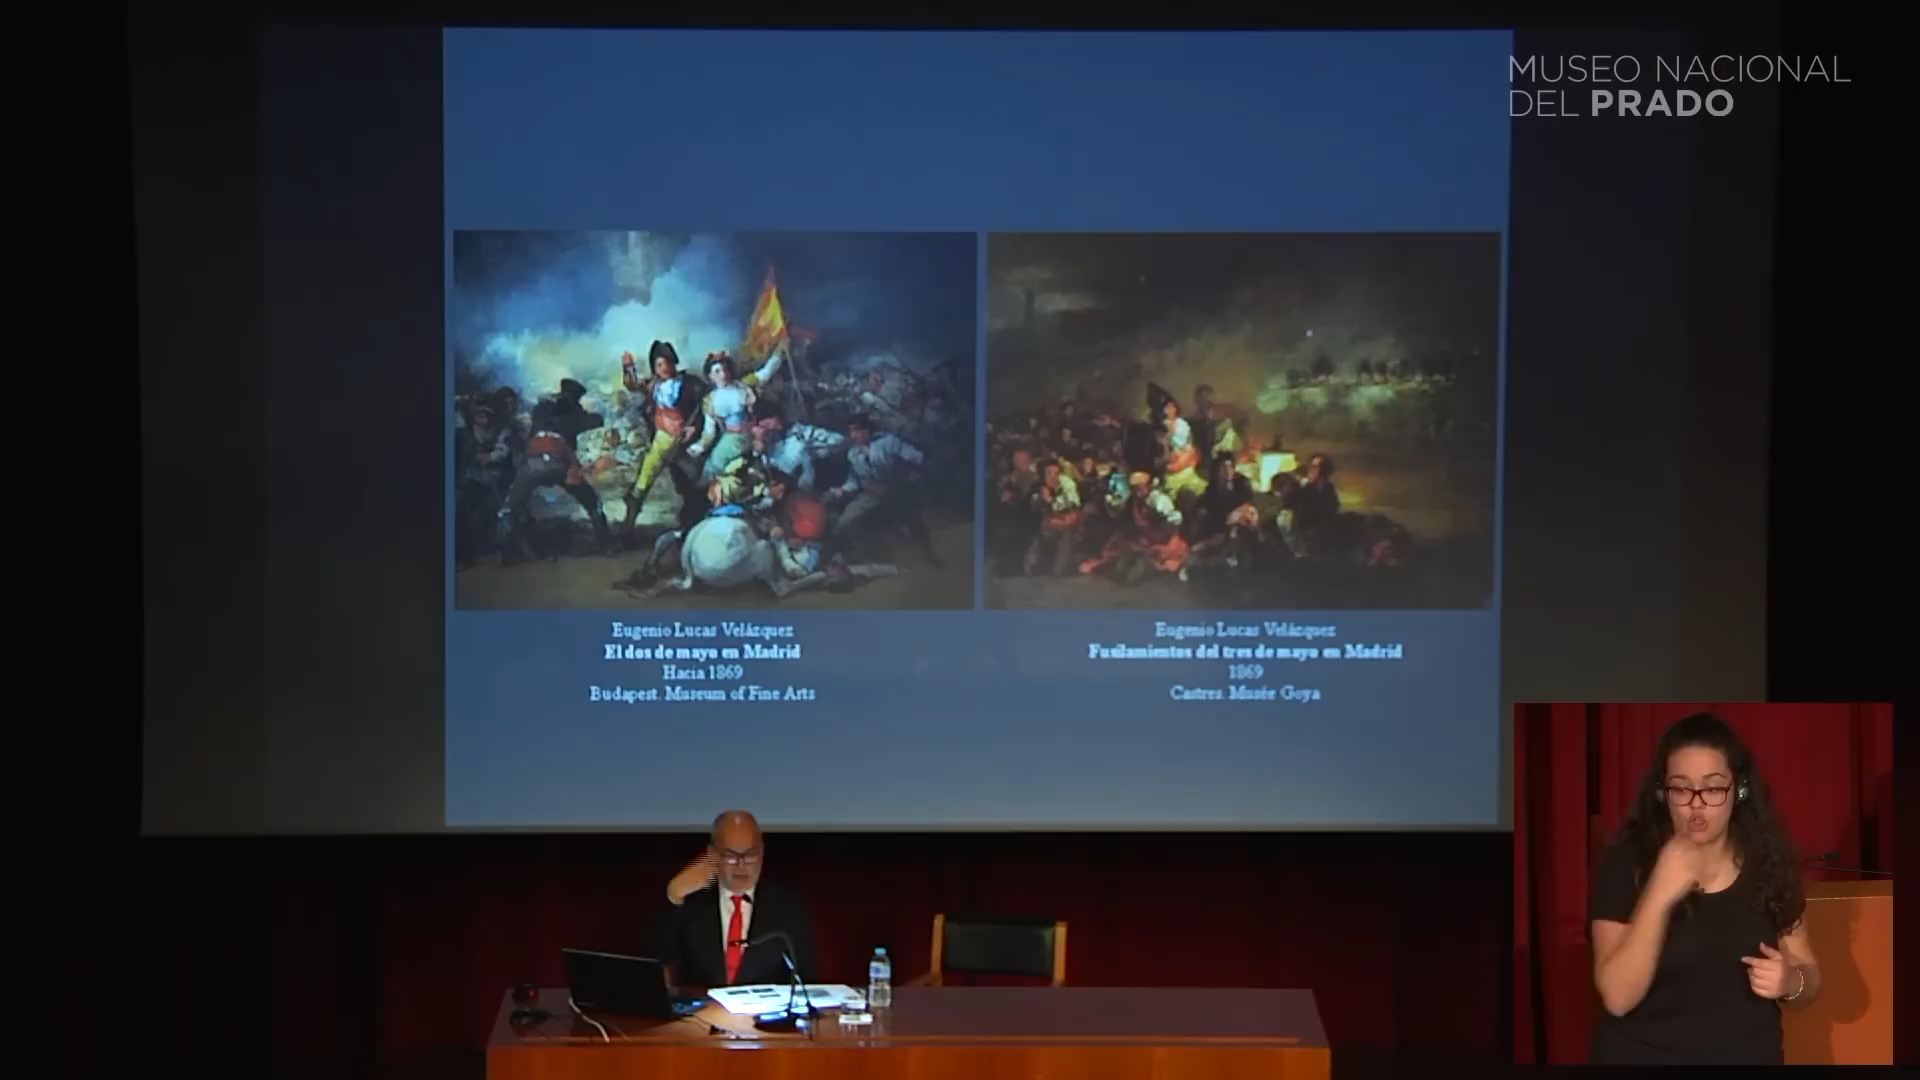 MUSEO NACIONAL
DEL PRADO
Eugenio Lucas Velázquez
El dos de mayo en Madrid
Hacia 1869
Budapest. Museum of Fine Arts
Eugenio Lucas Velázquez
Fusilamientos del tres de mayo en Madrid
1869
Castres. Musée Goya